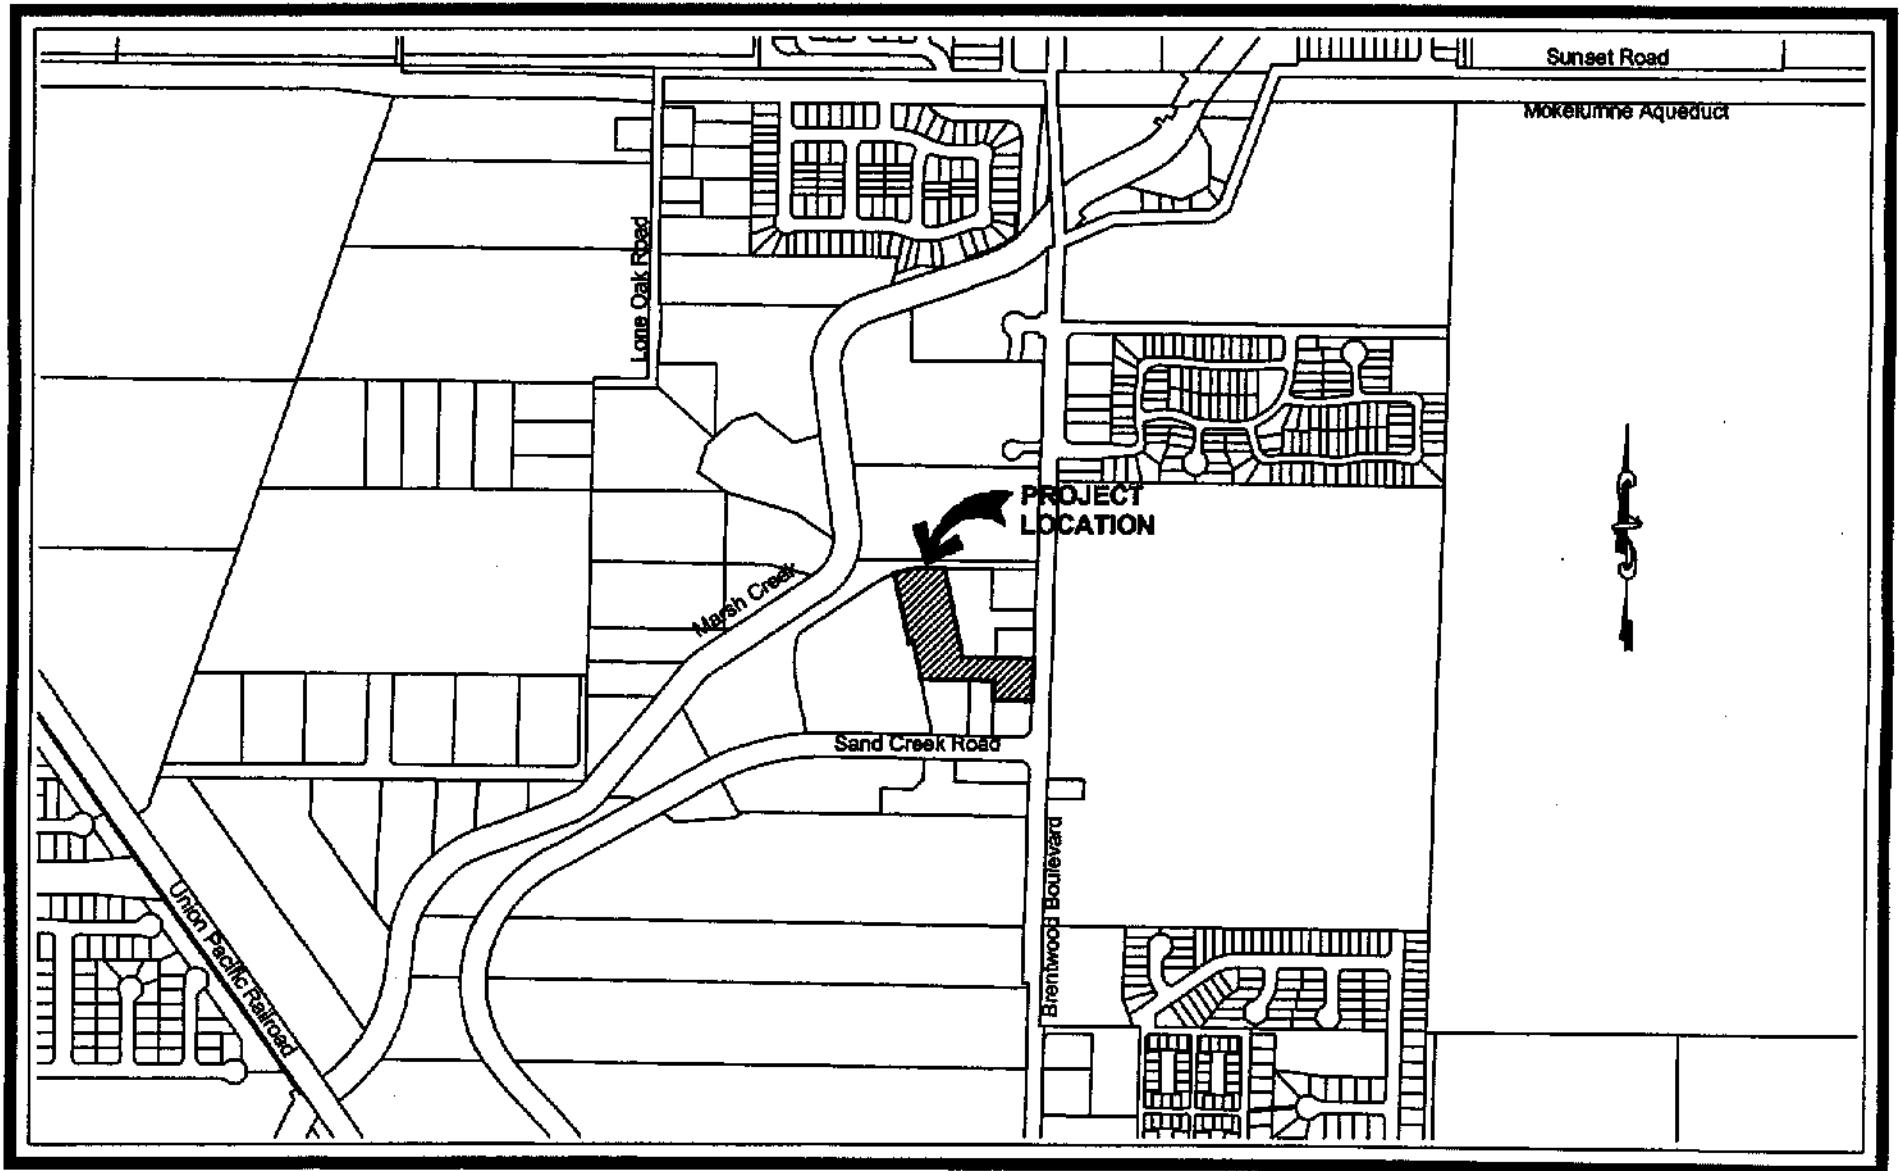 Sunset Road
Mokelumne Aqueduct
Lone Oak Road
PROJECT
LOCATION
Marsh Creek
Sand Creek Road
Brentwood Boulevard
Union Pacific Railroad